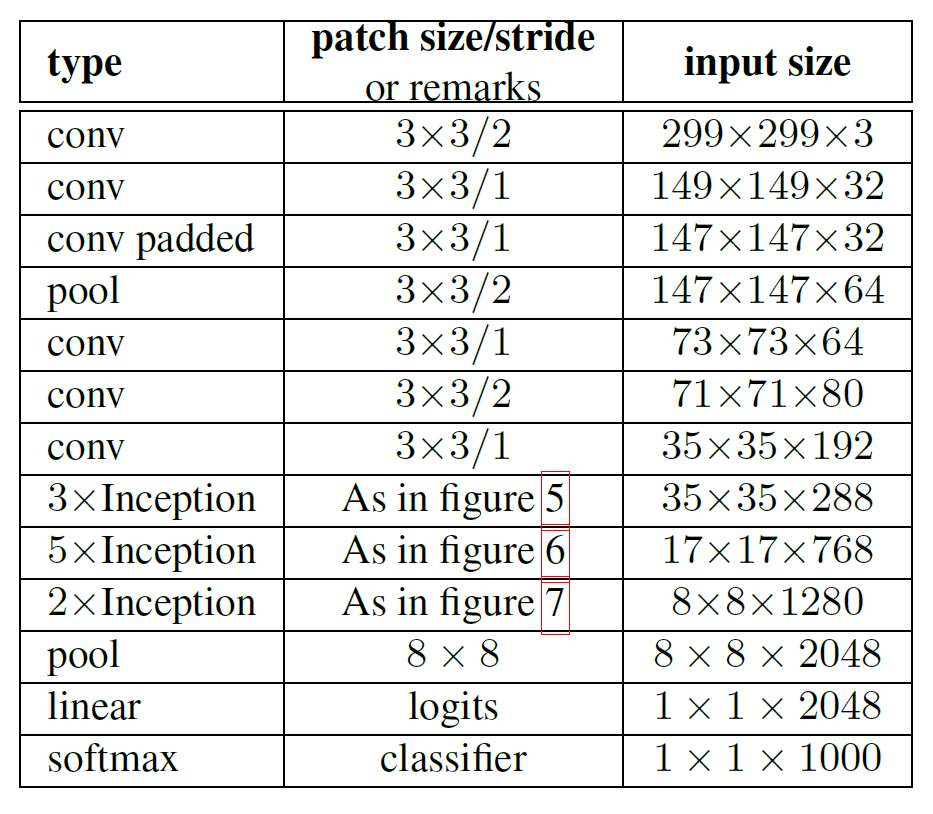 type patch size/stride or remarks input size
conv 3×3/2 299×299×3
conv 3×3/1 149×149×32
conv padded 3×3/1 147×147×32
pool 3×3/2 147×147×64
conv 3×3/1 73×73×64
conv 3×3/2 71×71×80
conv 3×3/1 35×35×192
3×Inception As in figure 5 35×35×288
5×Inception As in figure 6 17×17×768
2×Inception As in figure 7 8×8×1280
pool 8 × 8 8 × 8 × 2048
linear logits 1 × 1 × 2048
softmax classifier 1 × 1 × 1000